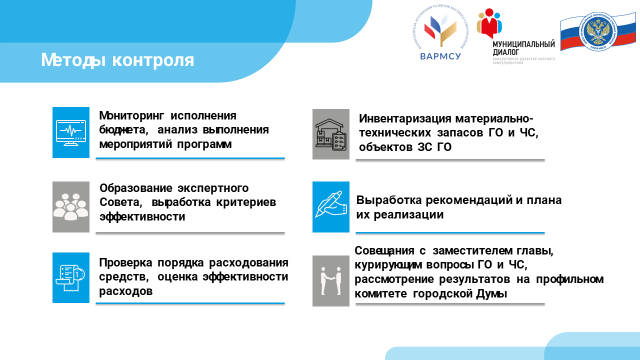 Методы контроля
ВАРМСУ
МУНИЦИПАЛЬНЫЙ
ДИАЛОГ
Мониторинг исполнения
бюджета, анализ выполнения
мероприятий программ
Образование экспертного
Совета, выработка критериев
эффективности
Проверка порядка расходования
средств, оценка эффективности
расходов
Инвентаризация материально-
технических запасов ГО и ЧС,
объектов ЗС ГО
Выработка рекомендаций и плана
их реализации
Совещания с заместителем главы,
курирующим вопросы ГО и ЧС,
рассмотрение результатов на профильном
комитете городской Думы